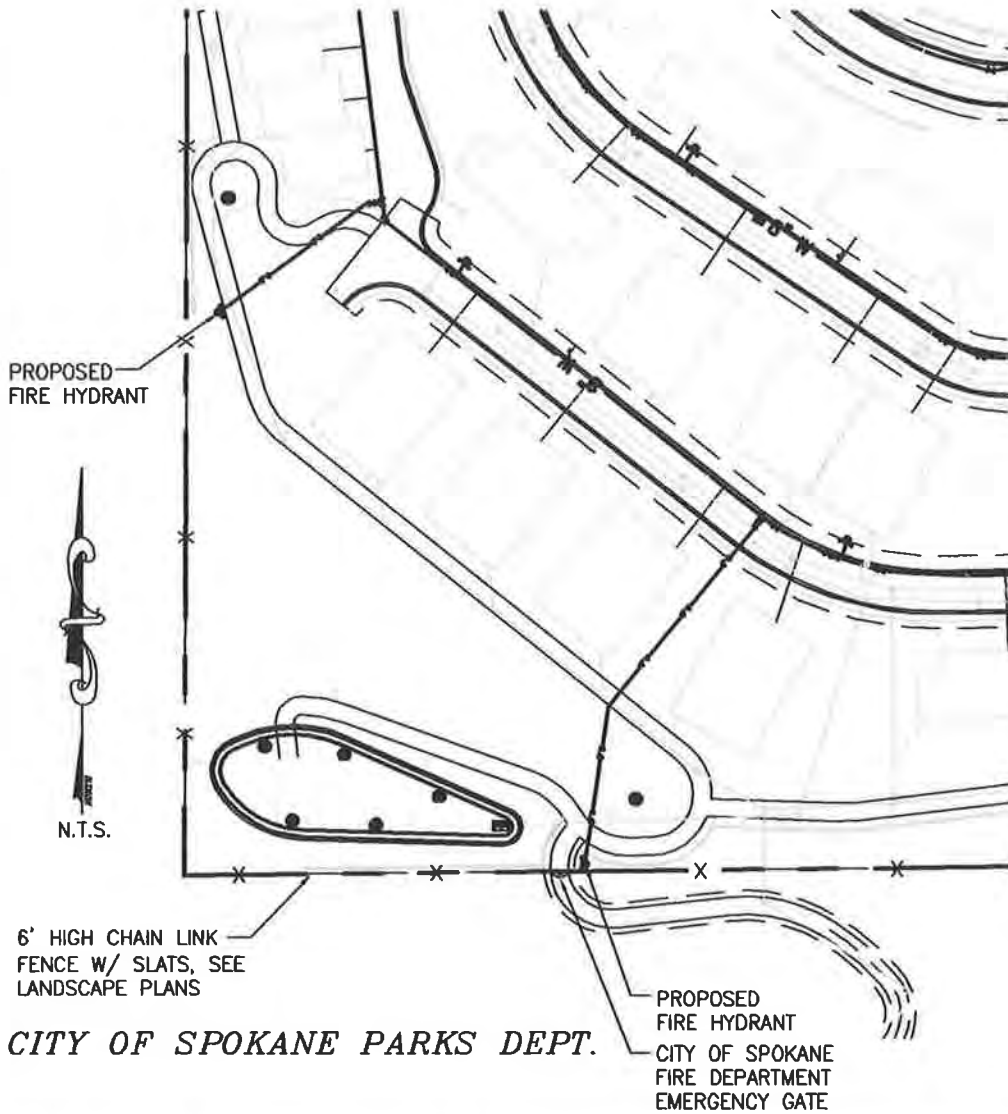 PROPOSED
FIRE HYDRANT
N.T.S.
6' HIGH CHAIN LINK
FENCE W/ SLATS, SEE
LANDSCAPE PLANS
CITY OF SPOKANE PARKS DEPT.
PROPOSED
FIRE HYDRANT
CITY OF SPOKANE
FIRE DEPARTMENT
EMERGENCY GATE